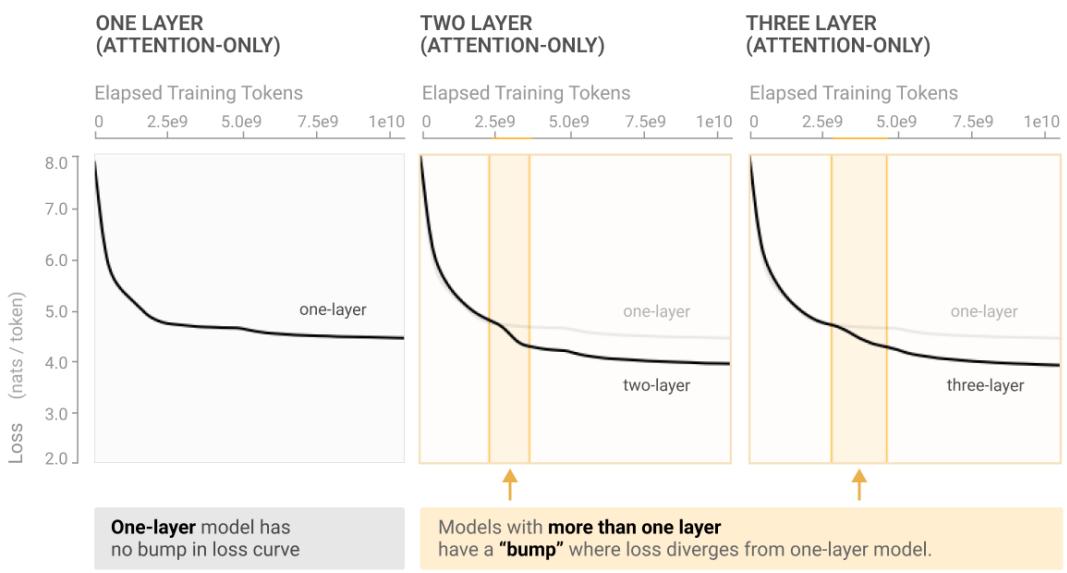 ONE LAYER
(ATTENTION-ONLY)
Elapsed Training Tokens
0 2.5e9 5.0e9 7.5e9 1e10
TWO LAYER
(ATTENTION-ONLY)
Elapsed Training Tokens
0 2.5e9 5.0e9 7.5e9 1e10
THREE LAYER
(ATTENTION-ONLY)
Elapsed Training Tokens
0 2.5e9 5.0e9 7.5e9 1e10
Loss (nats / token)
8.0
7.0
6.0
5.0
4.0
3.0
2.0
one-layer
one-layer
two-layer
one-layer
three-layer
One-layer model has
no bump in loss curve
Models with more than one layer
have a “bump” where loss diverges from one-layer model.